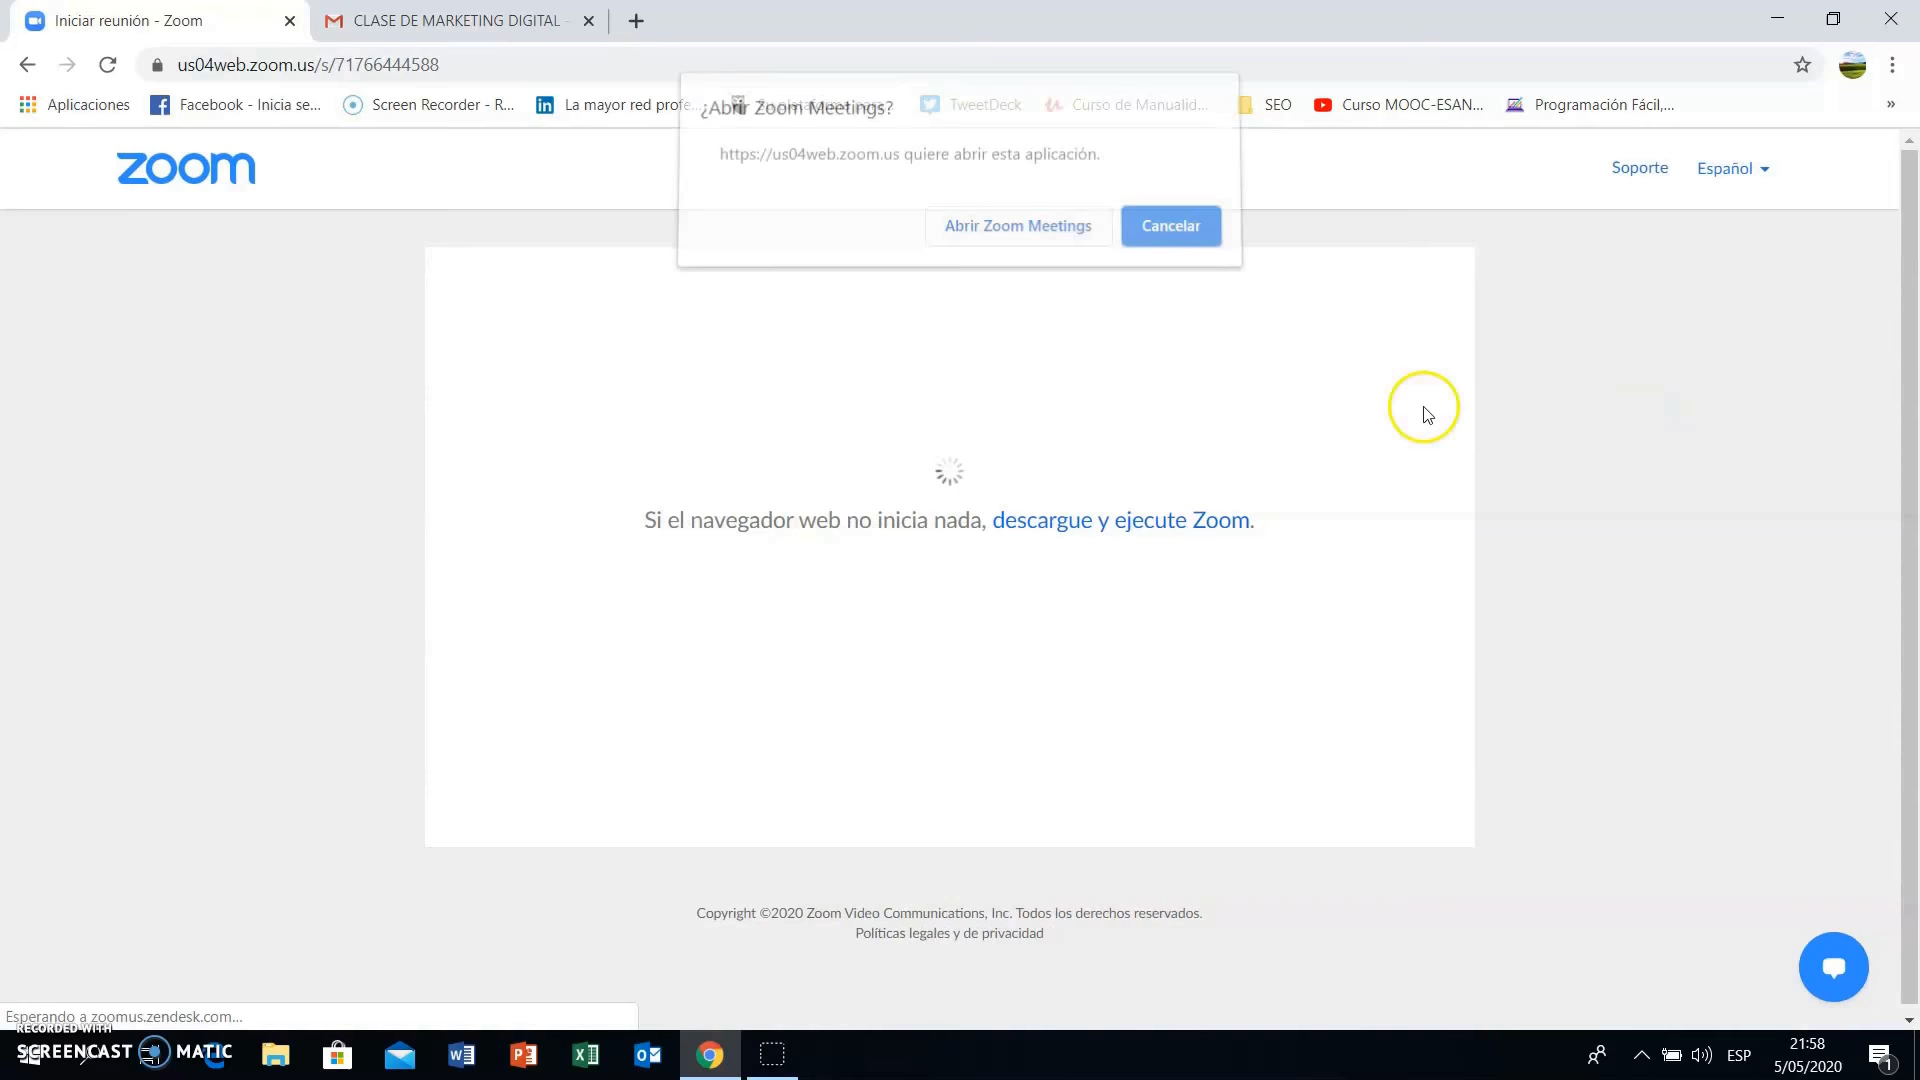 Iniciar reunión - Zoom
CLASE DE MARKETING DIGITAL -
us04web.zoom.us/s/71766444588
Aplicaciones
Facebook - Inicia se...
Screen Recorder - R...
La mayor red profe...
TweetDeck
Curso de Manualid...
SEO
Curso MOOC-ESAN...
Programación Fácil,...
¿Abrir Zoom Meetings?
https://us04web.zoom.us quiere abrir esta aplicación.
Abrir Zoom Meetings
Cancelar
zoom
Soporte
Español
Si el navegador web no inicia nada, descargue y ejecute Zoom.
Copyright ©2020 Zoom Video Communications, Inc. Todos los derechos reservados.
Políticas legales y de privacidad
Esperando a zoomus.zendesk.com...
RECORDED WITH
SCREENCAST MATIC
ESP
21:58
5/05/2020
1